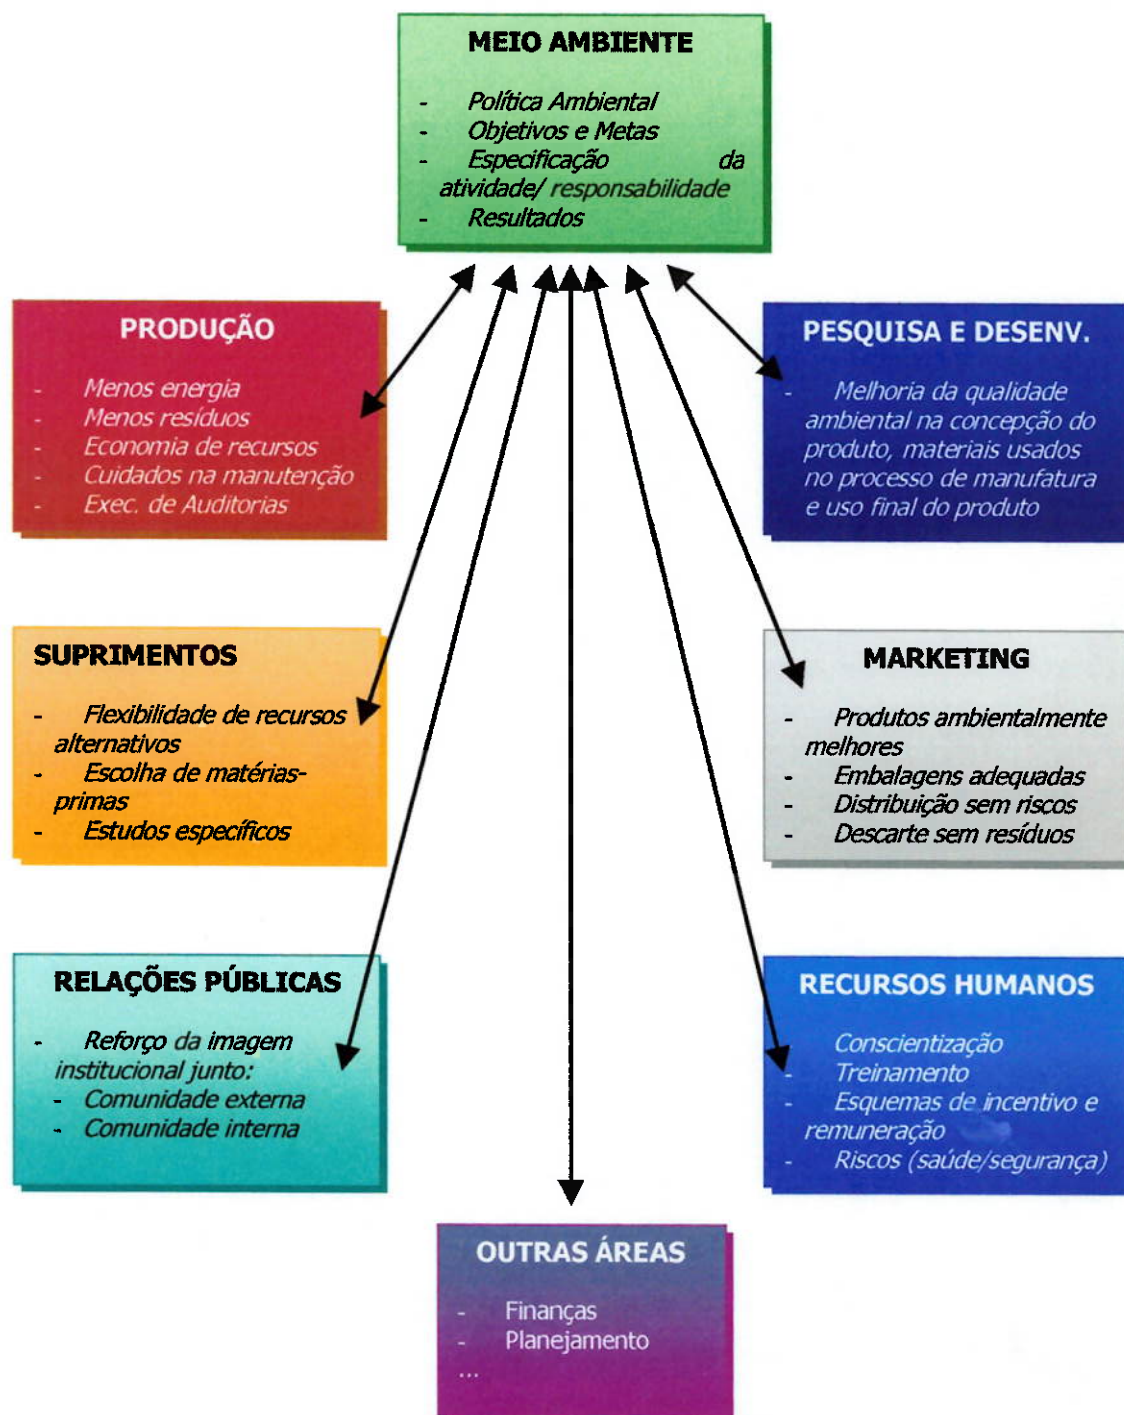 MEIO AMBIENTE
- Política Ambiental
- Objetivos e Metas
- Especificação da
atividade/ responsabilidade
- Resultados
PRODUÇÃO
- Menos energia
- Menos resíduos
- Economia de recursos
- Cuidados na manutenção
- Exec. de Auditorias
PESQUISA E DESENV.
- Melhoria da qualidade
ambiental na concepção do
produto, materiais usados
no processo de manufatura
e uso final do produto
SUPRIMENTOS
- Flexibilidade de recursos
alternativos
- Escolha de matérias-
primas
- Estudos específicos
MARKETING
- Produtos ambientalmente
melhores
- Embalagens adequadas
- Distribuição sem riscos
- Descarte sem resíduos
RELAÇÕES PÚBLICAS
- Reforço da imagem
institucional junto:
- Comunidade externa
- Comunidade interna
RECURSOS HUMANOS
- Conscientização
- Treinamento
- Esquemas de incentivo e
remuneração
- Riscos (saúde/segurança)
OUTRAS ÁREAS
- Finanças
- Planejamento
...